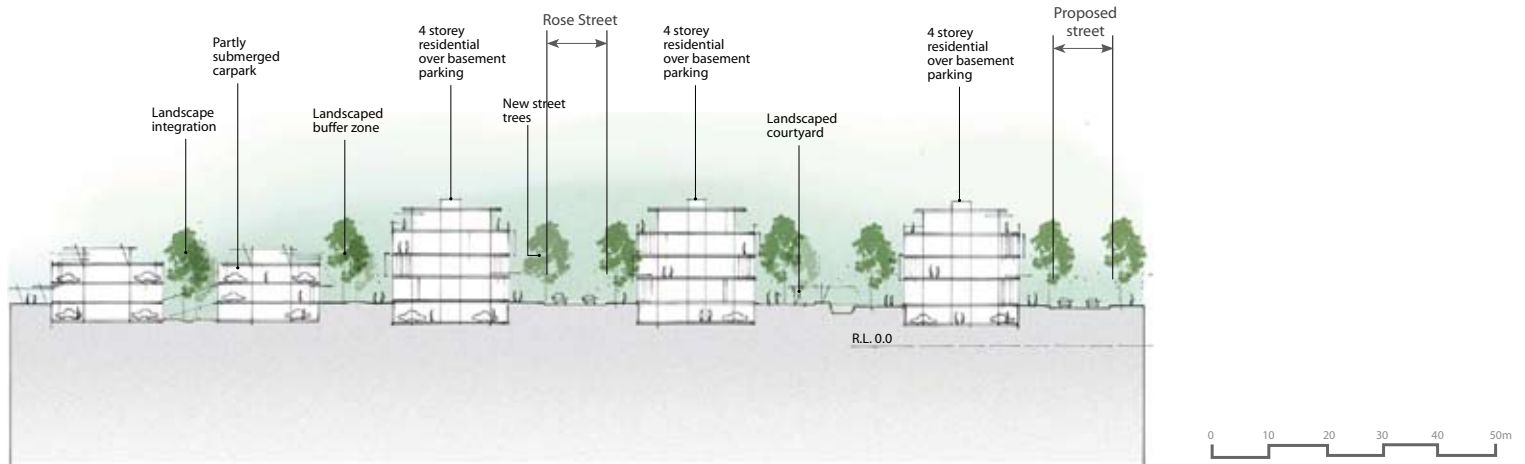 Landscape
integration
Partly
submerged
carpark
Landscaped
buffer zone
4 storey
residential
over basement
parking
New street
trees
Rose Street
4 storey
residential
over basement
parking
Landscaped
courtyard
4 storey
residential
over basement
parking
Proposed
street
R.L. 0.0
0 10 20 30 40 50m